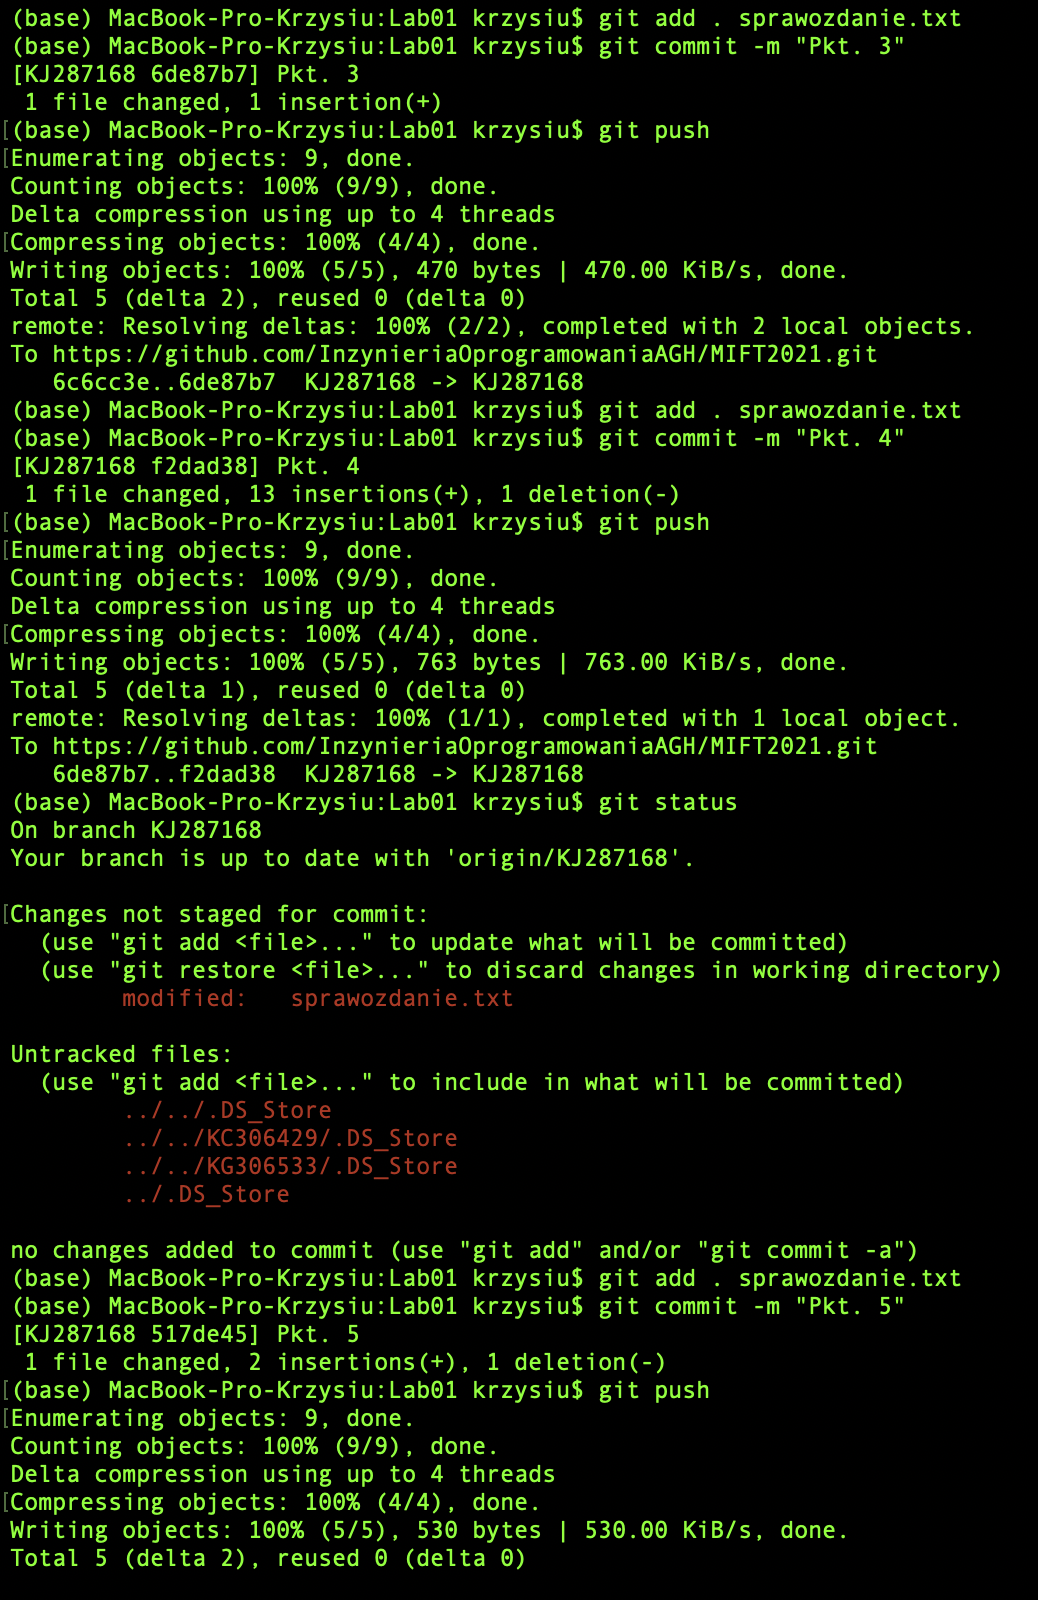 (base) MacBook-Pro-Krzysiu:Lab01 krzysiu$ git add . sprawozdanie.txt
(base) MacBook-Pro-Krzysiu:Lab01 krzysiu$ git commit -m "Pkt. 3"
[KJ287168 6de87b7] Pkt. 3
 1 file changed, 1 insertion(+)
[(base) MacBook-Pro-Krzysiu:Lab01 krzysiu$ git push
[Enumerating objects: 9, done.
Counting objects: 100% (9/9), done.
Delta compression using up to 4 threads
[Compressing objects: 100% (4/4), done.
Writing objects: 100% (5/5), 470 bytes | 470.00 KiB/s, done.
Total 5 (delta 2), reused 0 (delta 0)
remote: Resolving deltas: 100% (2/2), completed with 2 local objects.
To https://github.com/InzynieriaOprogramowaniaAGH/MIFT2021.git
   6c6cc3e..6de87b7  KJ287168 -> KJ287168
(base) MacBook-Pro-Krzysiu:Lab01 krzysiu$ git add . sprawozdanie.txt
(base) MacBook-Pro-Krzysiu:Lab01 krzysiu$ git commit -m "Pkt. 4"
[KJ287168 f2dad38] Pkt. 4
 1 file changed, 13 insertions(+), 1 deletion(-)
[(base) MacBook-Pro-Krzysiu:Lab01 krzysiu$ git push
[Enumerating objects: 9, done.
Counting objects: 100% (9/9), done.
Delta compression using up to 4 threads
[Compressing objects: 100% (4/4), done.
Writing objects: 100% (5/5), 763 bytes | 763.00 KiB/s, done.
Total 5 (delta 1), reused 0 (delta 0)
remote: Resolving deltas: 100% (1/1), completed with 1 local object.
To https://github.com/InzynieriaOprogramowaniaAGH/MIFT2021.git
   6de87b7..f2dad38  KJ287168 -> KJ287168
(base) MacBook-Pro-Krzysiu:Lab01 krzysiu$ git status
On branch KJ287168
Your branch is up to date with 'origin/KJ287168'.

[Changes not staged for commit:
  (use "git add <file>..." to update what will be committed)
  (use "git restore <file>..." to discard changes in working directory)
        modified:   sprawozdanie.txt

Untracked files:
  (use "git add <file>..." to include in what will be committed)
        ../../.DS_Store
        ../../KC306429/.DS_Store
        ../../KG306533/.DS_Store
        ../.DS_Store

no changes added to commit (use "git add" and/or "git commit -a")
(base) MacBook-Pro-Krzysiu:Lab01 krzysiu$ git add . sprawozdanie.txt
(base) MacBook-Pro-Krzysiu:Lab01 krzysiu$ git commit -m "Pkt. 5"
[KJ287168 517de45] Pkt. 5
 1 file changed, 2 insertions(+), 1 deletion(-)
[(base) MacBook-Pro-Krzysiu:Lab01 krzysiu$ git push
[Enumerating objects: 9, done.
Counting objects: 100% (9/9), done.
Delta compression using up to 4 threads
[Compressing objects: 100% (4/4), done.
Writing objects: 100% (5/5), 530 bytes | 530.00 KiB/s, done.
Total 5 (delta 2), reused 0 (delta 0)